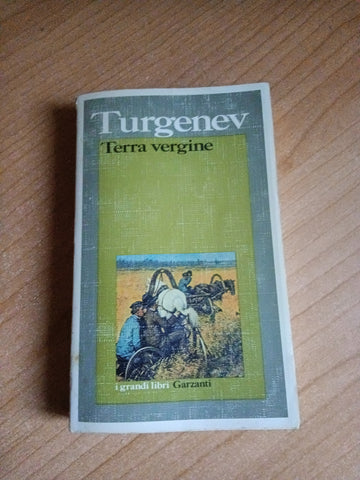 Turgenev
Terra vergine
i grandi libri Garzanti